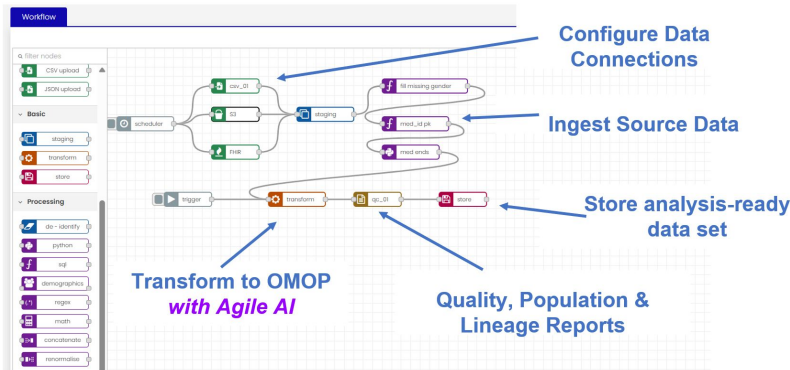 Workflow
filter nodes
CSV upload
JSON upload
Basic
staging
transform
store
Processing
de - identify
python
sql
demographics
regex
math
concatenate
renormalise
scheduler
csv_01
S3
FHIR
staging
fill missing gender
med_id pk
med ends
trigger
transform
qc_01
store
Configure Data
Connections
Ingest Source Data
Store analysis-ready
data set
Transform to OMOP
with Agile AI
Quality, Population &
Lineage Reports